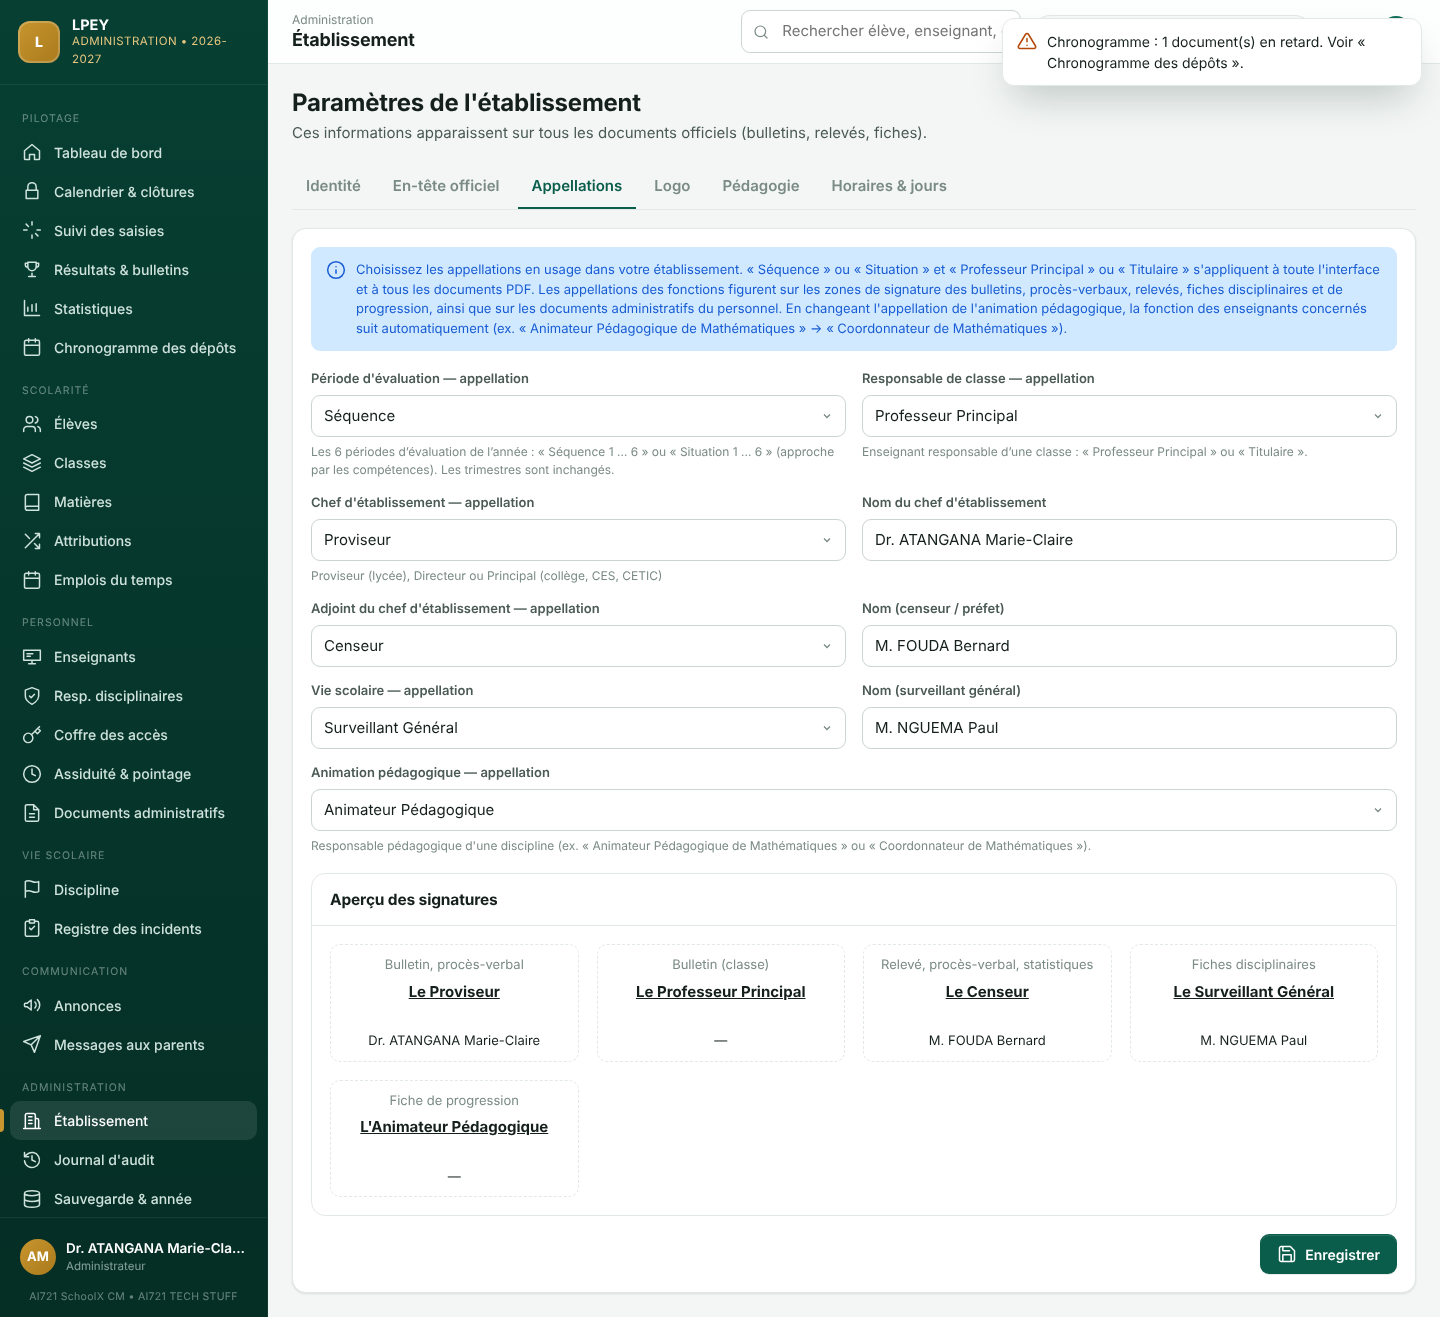 L
LPEY
ADMINISTRATION • 2026-
2027
PILOTAGE
Tableau de bord
Calendrier & clôtures
Suivi des saisies
Résultats & bulletins
Statistiques
Chronogramme des dépôts
SCOLARITÉ
Élèves
Classes
Matières
Attributions
Emplois du temps
PERSONNEL
Enseignants
Resp. disciplinaires
Coffre des accès
Assiduité & pointage
Documents administratifs
VIE SCOLAIRE
Discipline
Registre des incidents
COMMUNICATION
Annonces
Messages aux parents
ADMINISTRATION
Établissement
Journal d'audit
Sauvegarde & année
AM
Dr. ATANGANA Marie-Cla...
Administrateur
AI721 SchoolX CM • AI721 TECH STUFF
Administration
Établissement
Rechercher élève, enseignant,
Chronogramme : 1 document(s) en retard. Voir «
Chronogramme des dépôts ».
Paramètres de l'établissement
Ces informations apparaissent sur tous les documents officiels (bulletins, relevés, fiches).
Identité
En-tête officiel
Appellations
Logo
Pédagogie
Horaires & jours
Choisissez les appellations en usage dans votre établissement. « Séquence » ou « Situation » et « Professeur Principal » ou « Titulaire » s'appliquent à toute l'interface
et à tous les documents PDF. Les appellations des fonctions figurent sur les zones de signature des bulletins, procès-verbaux, relevés, fiches disciplinaires et de
progression, ainsi que sur les documents administratifs du personnel. En changeant l'appellation de l'animation pédagogique, la fonction des enseignants concernés
suit automatiquement (ex. « Animateur Pédagogique de Mathématiques » → « Coordonnateur de Mathématiques »).
Période d'évaluation — appellation
Séquence
Les 6 périodes d’évaluation de l’année : « Séquence 1 … 6 » ou « Situation 1 … 6 » (approche
par les compétences). Les trimestres sont inchangés.
Responsable de classe — appellation
Professeur Principal
Enseignant responsable d’une classe : « Professeur Principal » ou « Titulaire ».
Chef d'établissement — appellation
Proviseur
Proviseur (lycée), Directeur ou Principal (collège, CES, CETIC)
Nom du chef d'établissement
Dr. ATANGANA Marie-Claire
Adjoint du chef d'établissement — appellation
Censeur
Nom (censeur / préfet)
M. FOUDA Bernard
Vie scolaire — appellation
Surveillant Général
Nom (surveillant général)
M. NGUEMA Paul
Animation pédagogique — appellation
Animateur Pédagogique
Responsable pédagogique d'une discipline (ex. « Animateur Pédagogique de Mathématiques » ou « Coordonnateur de Mathématiques »).
Aperçu des signatures
Bulletin, procès-verbal
Le Proviseur
Dr. ATANGANA Marie-Claire
Bulletin (classe)
Le Professeur Principal
—
Relevé, procès-verbal, statistiques
Le Censeur
M. FOUDA Bernard
Fiches disciplinaires
Le Surveillant Général
M. NGUEMA Paul
Fiche de progression
L'Animateur Pédagogique
—
Enregistrer